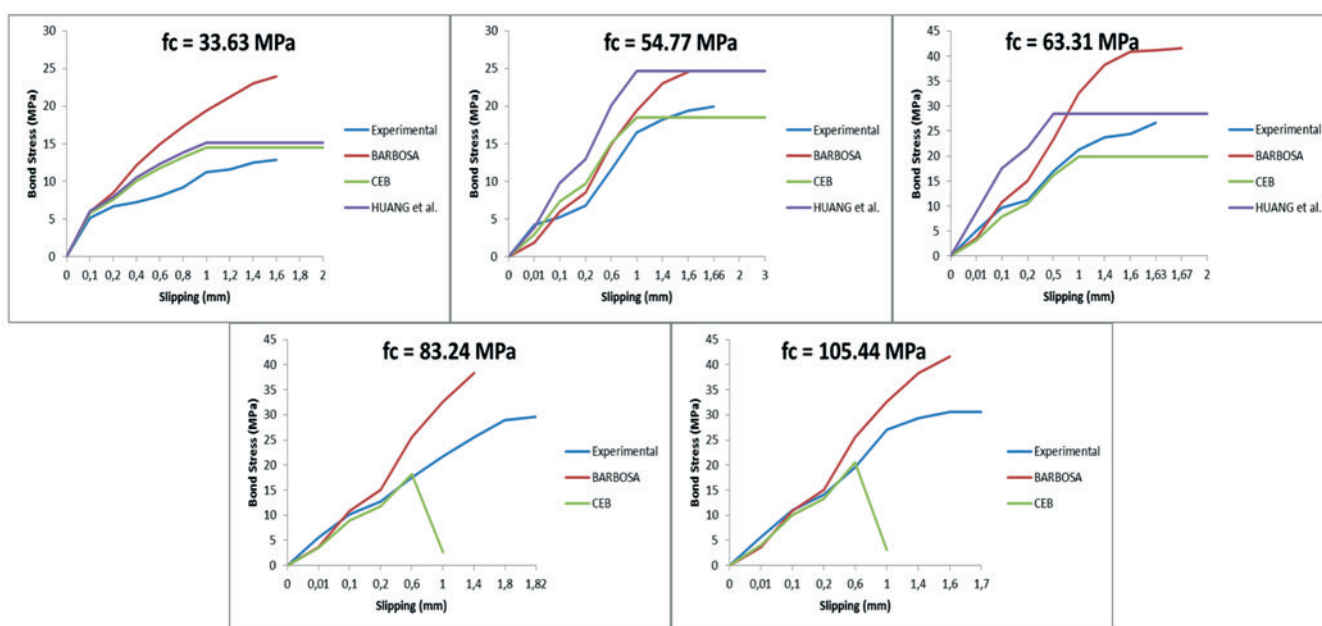 fc = 33.63 MPa
Bond Stress (MPa)
30
25
20
15
10
5
0
0 0,1 0,2 0,4 0,6 0,8 1 1,2 1,4 1,6 1,8 2
Slipping (mm)
Experimental
BARBOSA
CEB
HUANG et al.
fc = 54.77 MPa
Bond Stress (MPa)
30
25
20
15
10
5
0
0 0,01 0,1 0,2 0,6 1 1,4 1,6 1,66 2 3
Slipping (mm)
Experimental
BARBOSA
CEB
HUANG et al.
fc = 63.31 MPa
Bond Stress (MPa)
45
40
35
30
25
20
15
10
5
0
0 0,01 0,1 0,2 0,5 1 1,4 1,6 1,63 1,67 2
Slipping (mm)
Experimental
BARBOSA
CEB
HUANG et al.
fc = 83.24 MPa
Bond Stress (MPa)
45
40
35
30
25
20
15
10
5
0
0 0,01 0,1 0,2 0,6 1 1,4 1,8 1,82
Slipping (mm)
Experimental
BARBOSA
CEB
fc = 105.44 MPa
Bond Stress (MPa)
45
40
35
30
25
20
15
10
5
0
0 0,01 0,1 0,2 0,6 1 1,4 1,6 1,7
Slipping (mm)
Experimental
BARBOSA
CEB